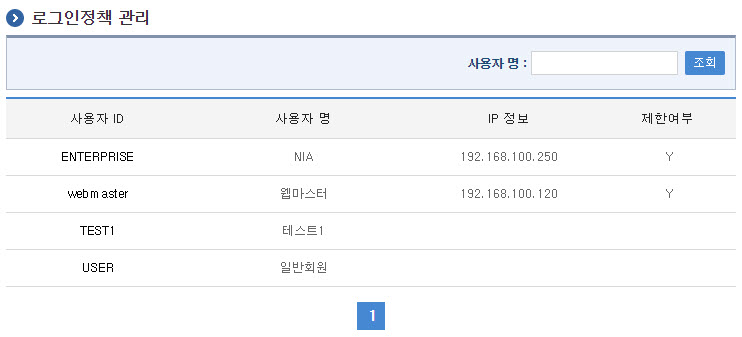 로그인정책 관리
사용자 명 : 조회
사용자 ID 사용자 명 IP 정보 제한여부
ENTERPRISE NIA 192.168.100.250 Y
webmaster 웹마스터 192.168.100.120 Y
TEST1 테스트1
USER 일반회원
1